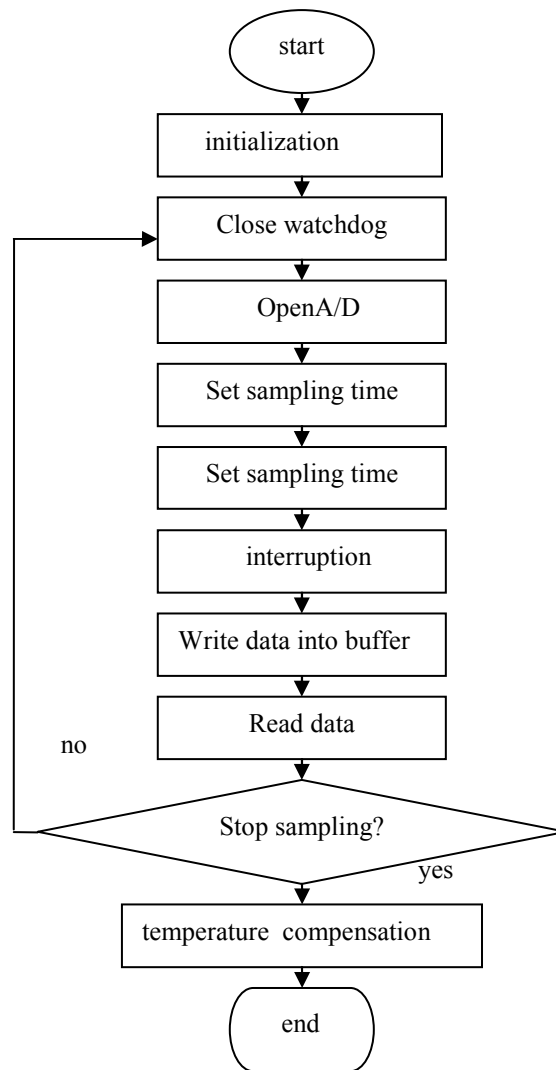 start
initialization
Close watchdog
OpenA/D
Set sampling time
Set sampling time
interruption
Write data into buffer
Read data
no
Stop sampling?
yes
temperature compensation
end